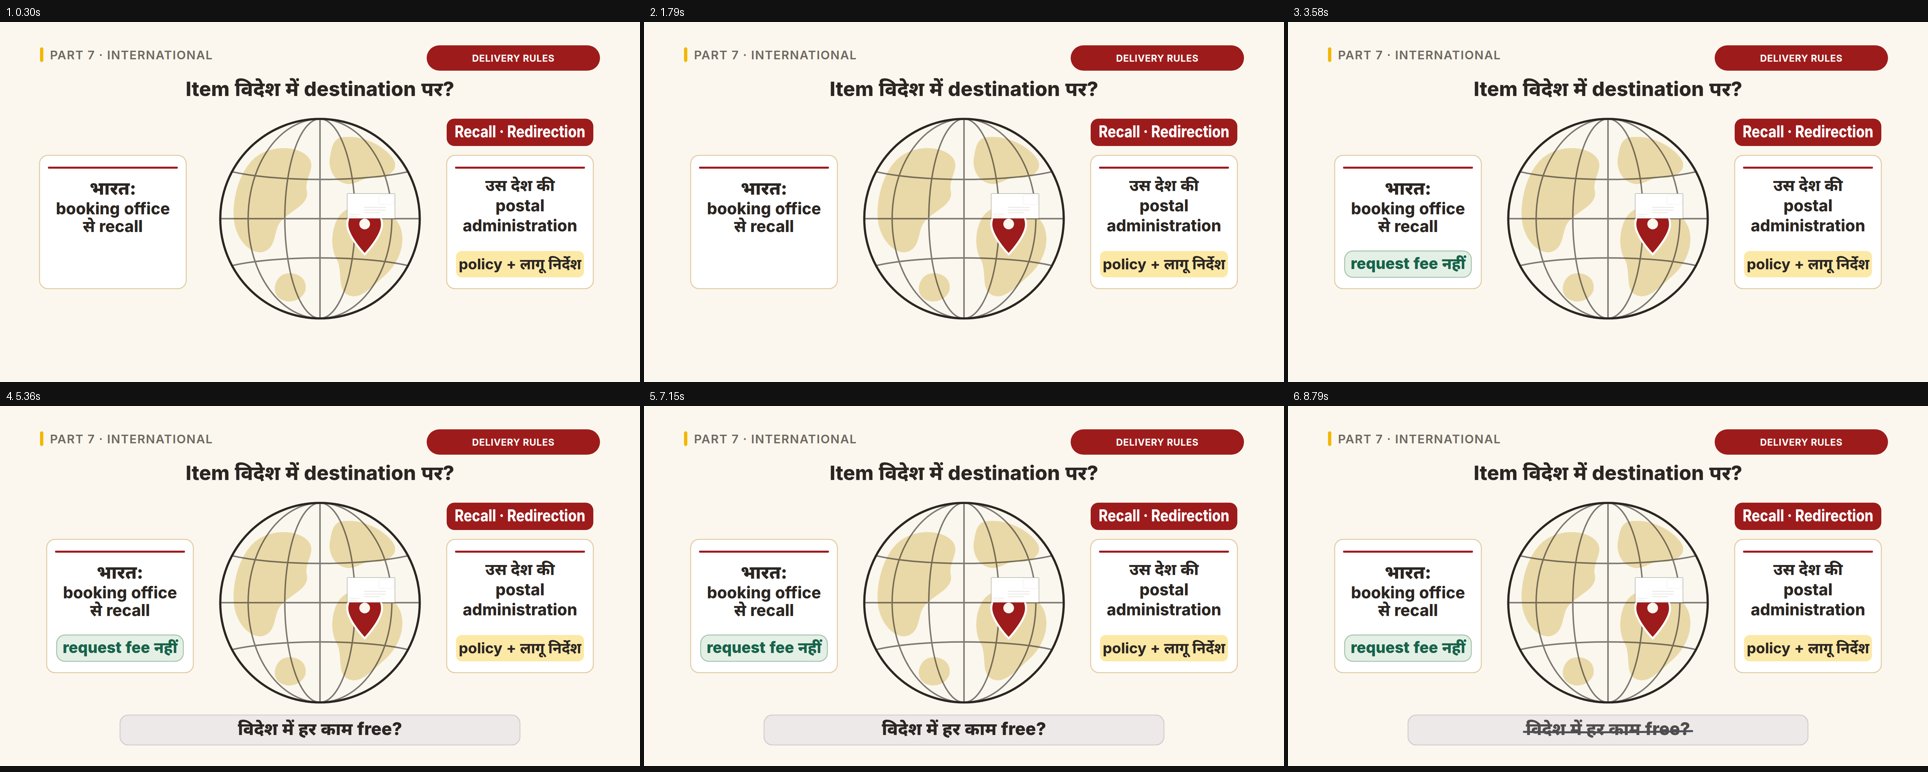 1. 0.30s
PART 7 · INTERNATIONAL
DELIVERY RULES
Item विदेश में destination पर?
Recall · Redirection
भारत:
booking office
से recall
उस देश की
postal
administration
policy + लागू निर्देश
2. 1.79s
PART 7 · INTERNATIONAL
DELIVERY RULES
Item विदेश में destination पर?
Recall · Redirection
भारत:
booking office
से recall
उस देश की
postal
administration
policy + लागू निर्देश
3. 3.58s
PART 7 · INTERNATIONAL
DELIVERY RULES
Item विदेश में destination पर?
Recall · Redirection
भारत:
booking office
से recall
request fee नहीं
उस देश की
postal
administration
policy + लागू निर्देश
4. 5.36s
PART 7 · INTERNATIONAL
DELIVERY RULES
Item विदेश में destination पर?
Recall · Redirection
भारत:
booking office
से recall
request fee नहीं
उस देश की
postal
administration
policy + लागू निर्देश
विदेश में हर काम free?
5. 7.15s
PART 7 · INTERNATIONAL
DELIVERY RULES
Item विदेश में destination पर?
Recall · Redirection
भारत:
booking office
से recall
request fee नहीं
उस देश की
postal
administration
policy + लागू निर्देश
विदेश में हर काम free?
6. 8.79s
PART 7 · INTERNATIONAL
DELIVERY RULES
Item विदेश में destination पर?
Recall · Redirection
भारत:
booking office
से recall
request fee नहीं
उस देश की
postal
administration
policy + लागू निर्देश
विदेश में हर काम free?